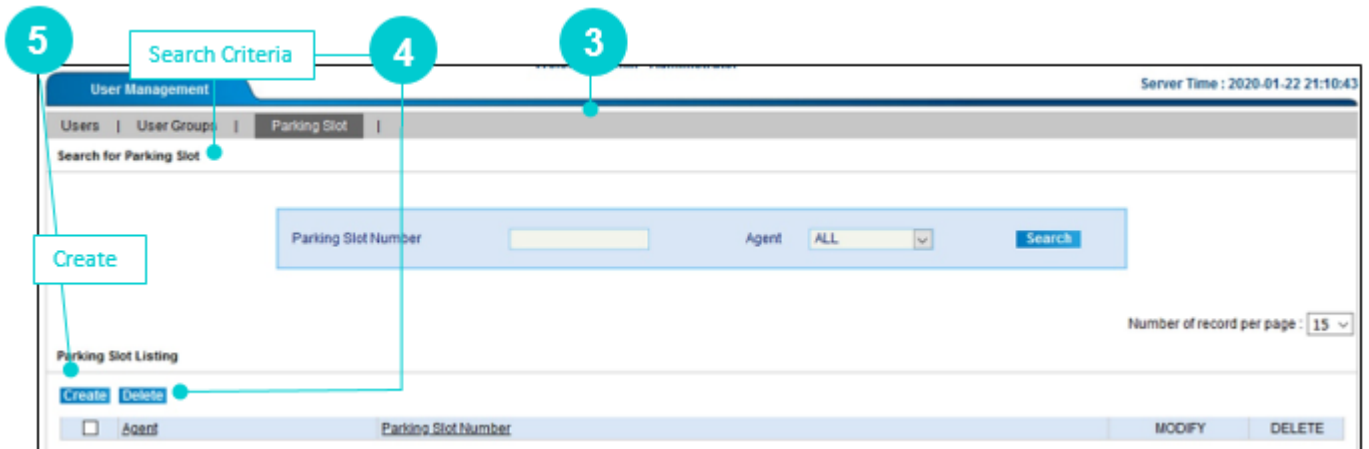 5
Search Criteria
4
3
User Management
Server Time : 2020-01-22 21:10:43
Users | User Groups | Parking Slot |
Search for Parking Slot
Parking Slot Number Agent ALL Search
Create
Number of record per page : 15
Parking Slot Listing
Create Delete
Agent Parking Slot Number MODIFY DELETE